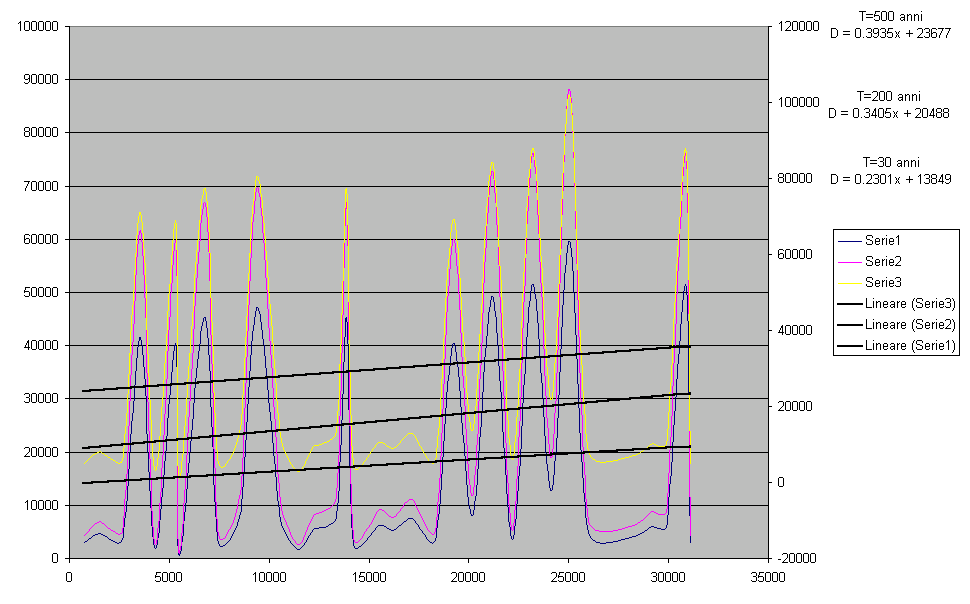 100000
90000
80000
70000
60000
50000
40000
30000
20000
10000
0
0
5000
10000
15000
20000
25000
30000
35000
120000
100000
80000
60000
40000
20000
0
-20000
T=500 anni
D = 0.3935x + 23677
T=200 anni
D = 0.3405x + 20488
T=30 anni
D = 0.2301x + 13849
Serie1
Serie2
Serie3
Lineare (Serie3)
Lineare (Serie2)
Lineare (Serie1)